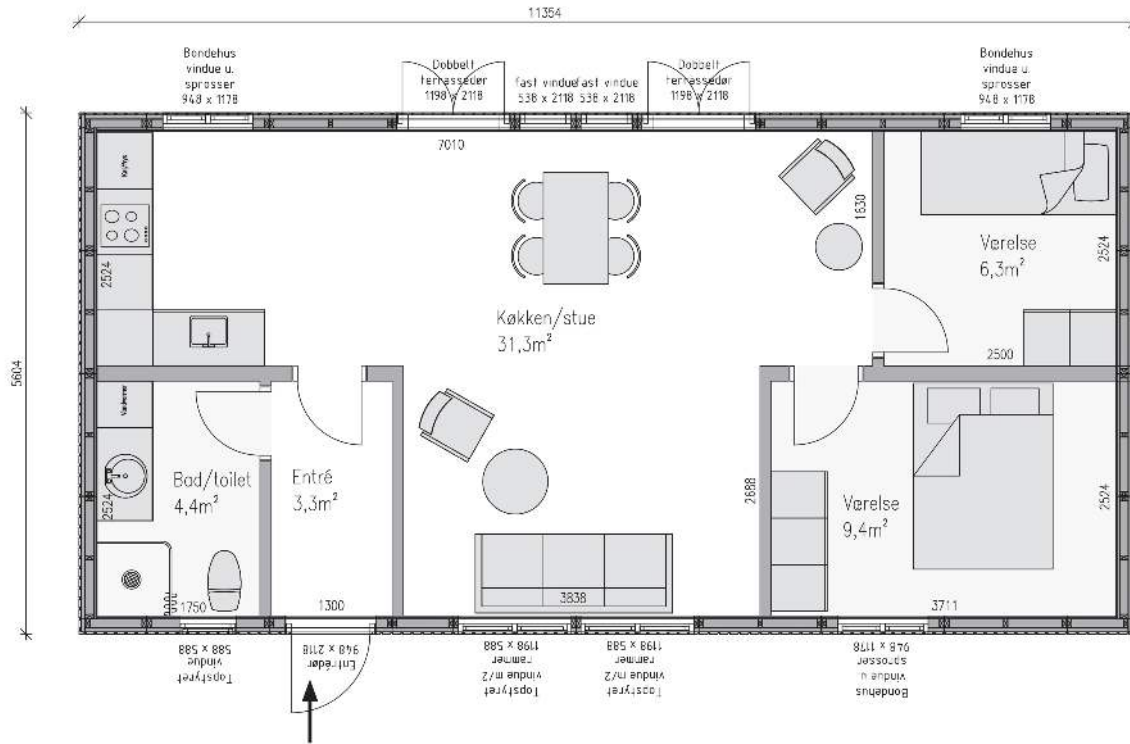 11354
Bondehus
vindue u.
sprosser
948 x 1178
Dobbelt
terrassedør
1198 x 2118
fast vindue
538 x 2118
fast vindue
538 x 2118
Dobbelt
terrassedør
1198 x 2118
Bondehus
vindue u.
sprosser
948 x 1178
7010
Køl/frys
1630
Værelse
6,3m²
2524
2524
Køkken/stue
31,3m²
2500
5604
Bad/toilet
4,4m²
2524
Entré
3,3m²
2688
Værelse
9,4m²
2524
1750
1300
3838
3711
Topstyret
vindue
588 x 588
Entrédør
948 x 2118
Topstyret
vindue m/2
rammer
1198 x 588
Topstyret
vindue m/2
rammer
1198 x 588
Bondehus
vindue u
sprosser
948 x 1178